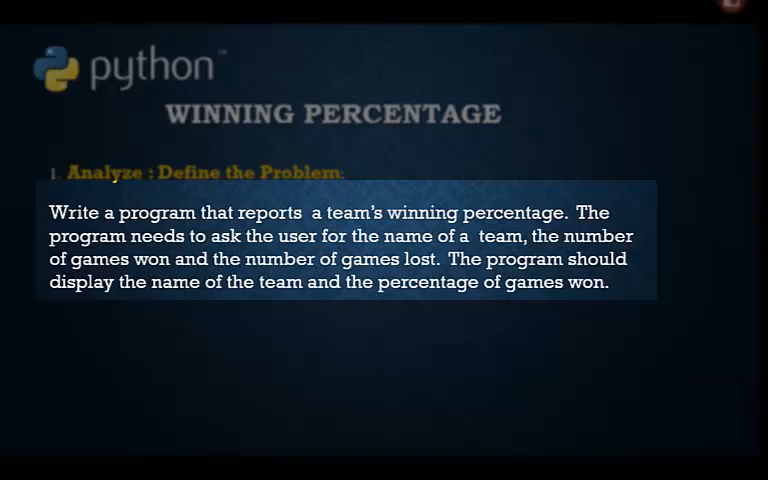 python™
WINNING PERCENTAGE
1. Analyze : Define the Problem:
Write a program that reports a team's winning percentage. The
program needs to ask the user for the name of a team, the number
of games won and the number of games lost. The program should
display the name of the team and the percentage of games won.